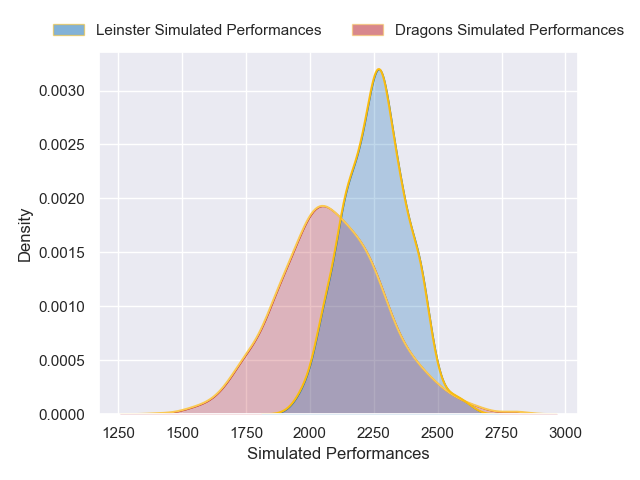 Leinster Simulated Performances Dragons Simulated Performances
0.0030
0.0025
0.0020
0.0015
0.0010
0.0005
0.0000
Density
1250 1500 1750 2000 2250 2500 2750 3000
Simulated Performances